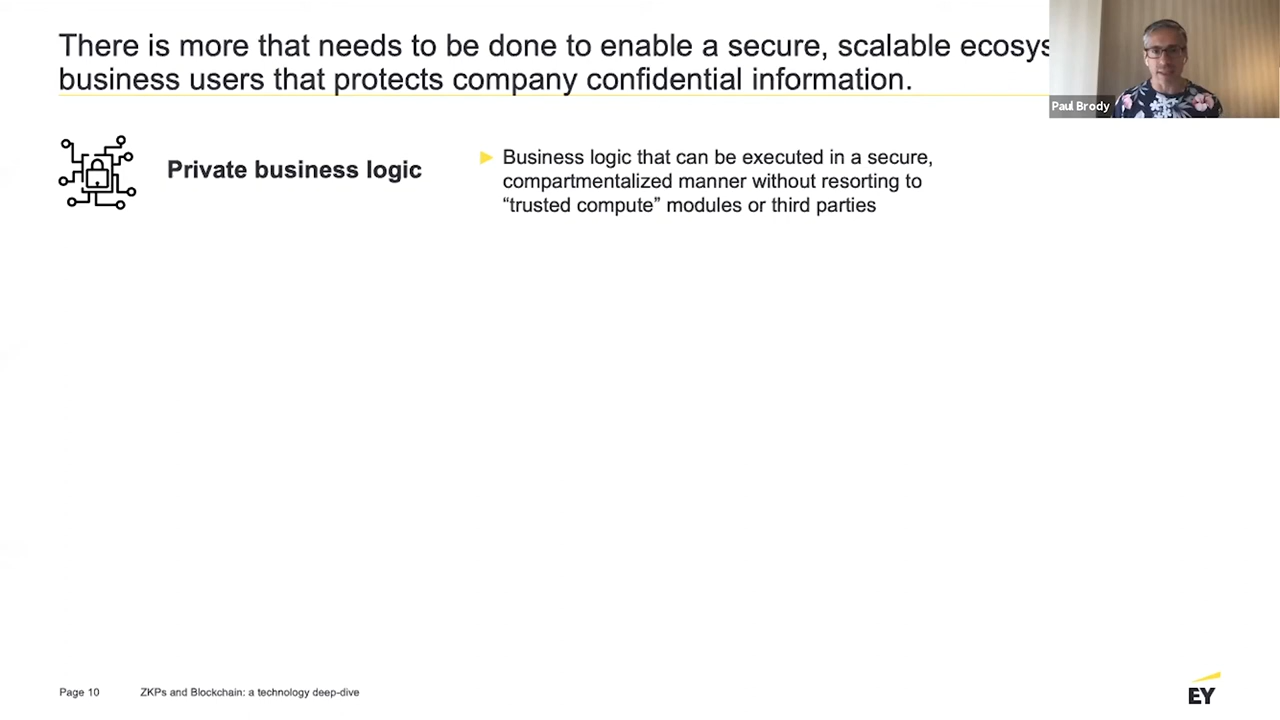 There is more that needs to be done to enable a secure, scalable
business users that protects company confidential information.
Paul Brody
Private business logic
► Business logic that can be executed in a secure,
compartmentalized manner without resorting to
“trusted compute” modules or third parties
Page 10
ZKPs and Blockchain: a technology deep-dive
EY